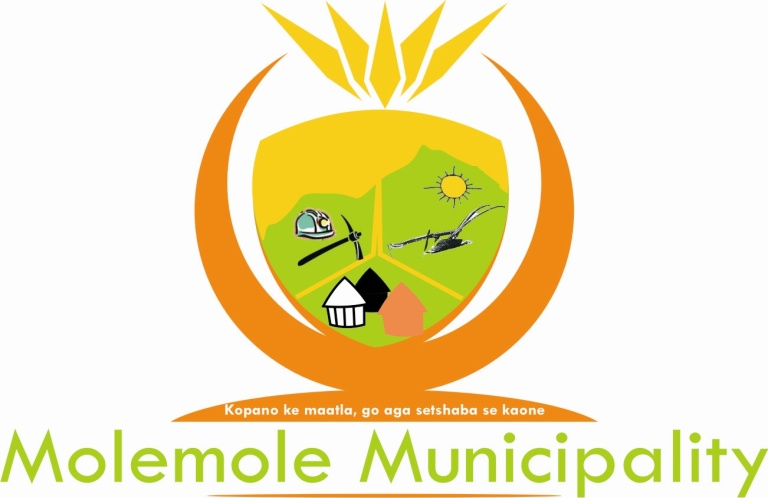 Kopano ke maatla, go aga setshaba se kaone
Molemole Municipality